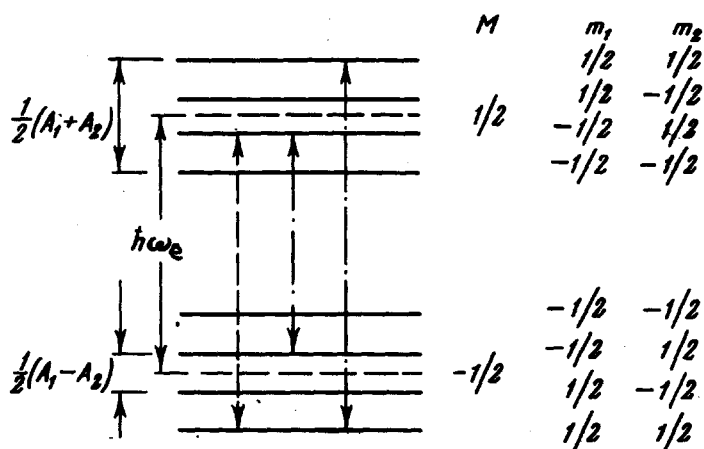 M m₁ m₂
1/2 1/2
1/2 -1/2
½(A₁+A₂) 1/2 -1/2 1/2
-1/2 -1/2
ħωₑ
-1/2 -1/2
-1/2 1/2
½(A₁-A₂) -1/2 1/2 -1/2
1/2 1/2